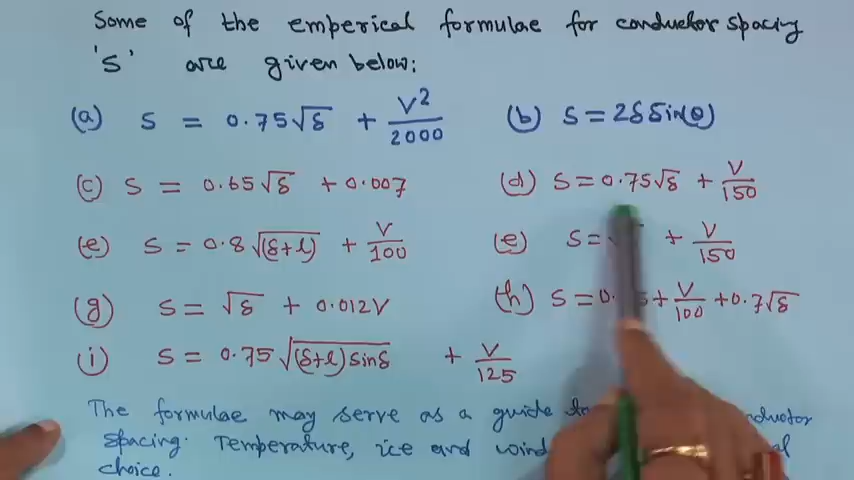 Some of the emperical formulae for conductor spacing
's' are given below:
(a) s = 0.75√δ + V²/2000 (b) s = 2δ Sin(θ)
(c) s = 0.65√δ + 0.007 (d) s = 0.75√δ + V/150
(e) s = 0.8√(δ+l) + V/100 (e) s = + V/150
(g) s = √δ + 0.012V (h) s = + V/100 + 0.7√δ
(i) s = 0.75√(δ+l)sinδ + V/125
The formulae may serve as a guide
spacing. Temperature, ice and
choice.